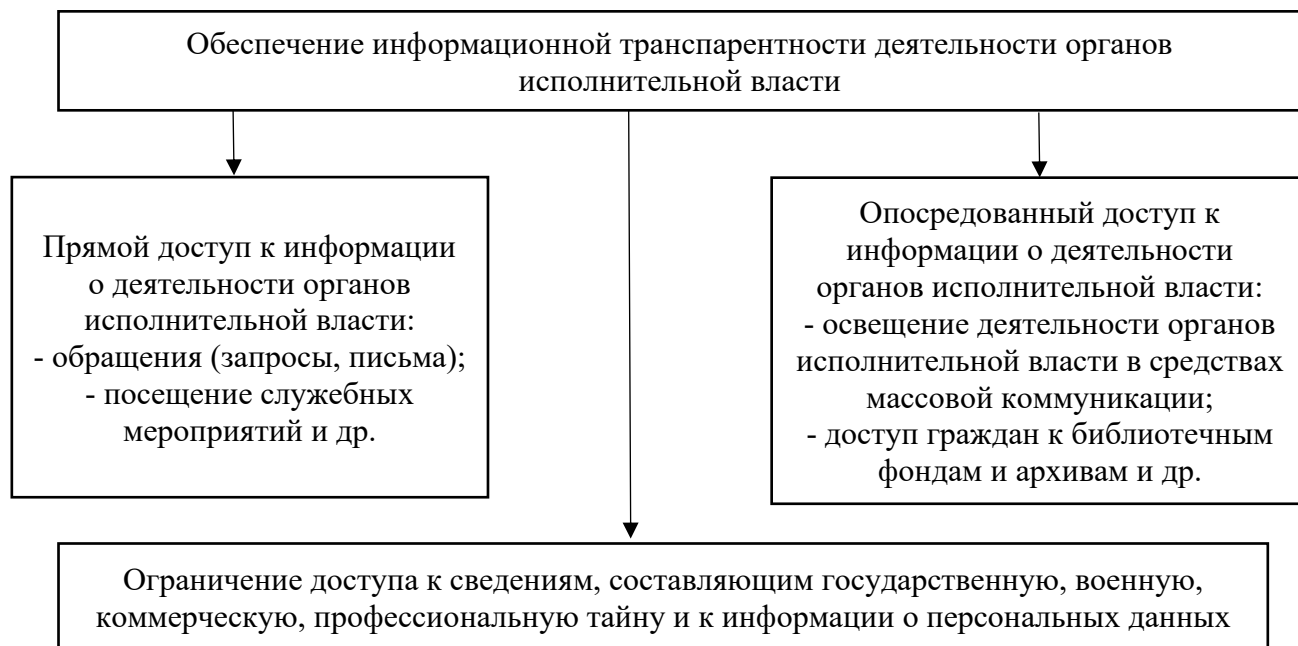 Обеспечение информационной транспарентности деятельности органов
исполнительной власти
Прямой доступ к информации
о деятельности органов
исполнительной власти:
- обращения (запросы, письма);
- посещение служебных
мероприятий и др.
Опосредованный доступ к
информации о деятельности
органов исполнительной власти:
- освещение деятельности органов
исполнительной власти в средствах
массовой коммуникации;
- доступ граждан к библиотечным
фондам и архивам и др.
Ограничение доступа к сведениям, составляющим государственную, военную,
коммерческую, профессиональную тайну и к информации о персональных данных